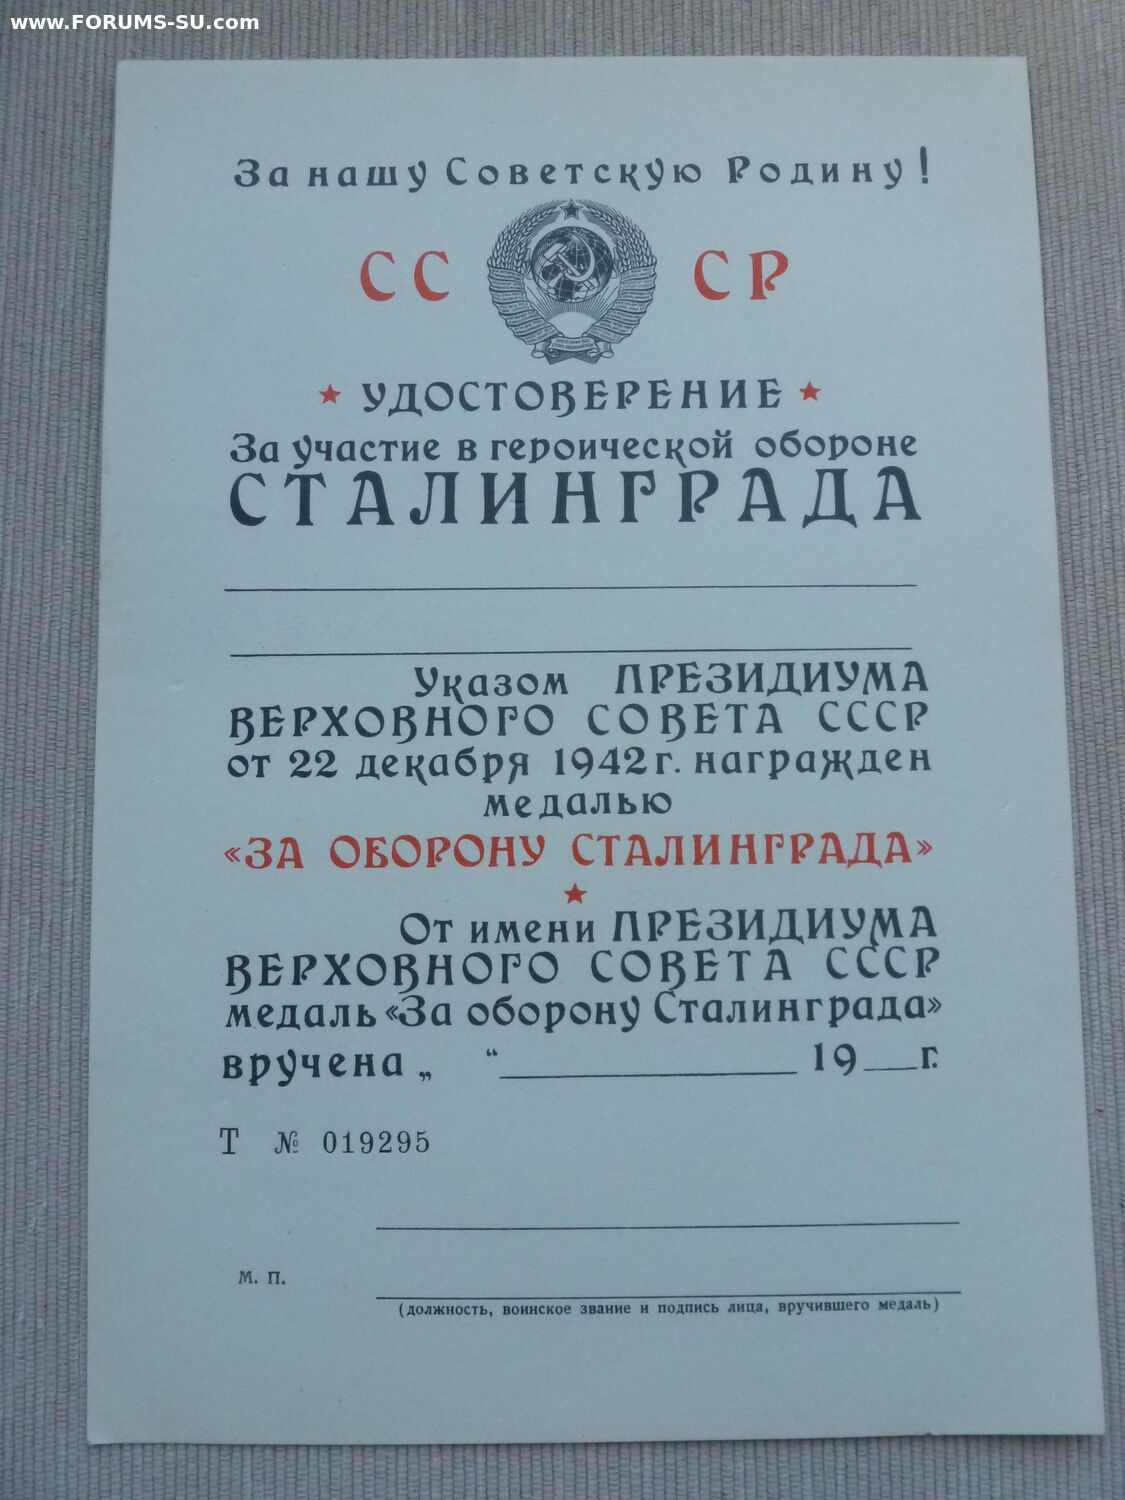 www.FORUMS-SU.com
За нашу Советскую Родину!
СС СР
УДОСТОВЕРЕНИЕ
За участие в героической обороне
СТАЛИНГРАДА
Указом ПРЕЗИДИУМА
ВЕРХОВНОГО СОВЕТА СССР
от 22 декабря 1942 г. награжден
медалью
«ЗА ОБОРОНУ СТАЛИНГРАДА»
От имени ПРЕЗИДИУМА
ВЕРХОВНОГО СОВЕТА СССР
медаль «За оборону Сталинграда»
вручена „ “ 19 г.
Т № 019295
М. П.
(должность, воинское звание и подпись лица, вручившего медаль)